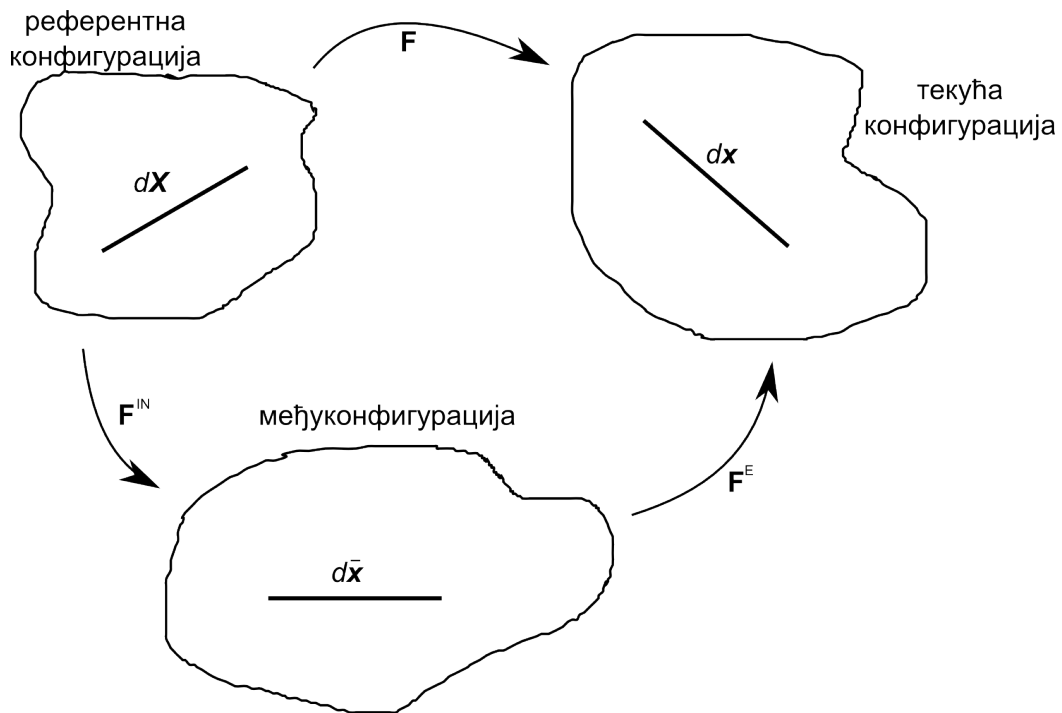 референтна
конфигурација
F
текућа
конфигурација
dX
dx
F^IN
међуконфигурација
F^E
dx̄